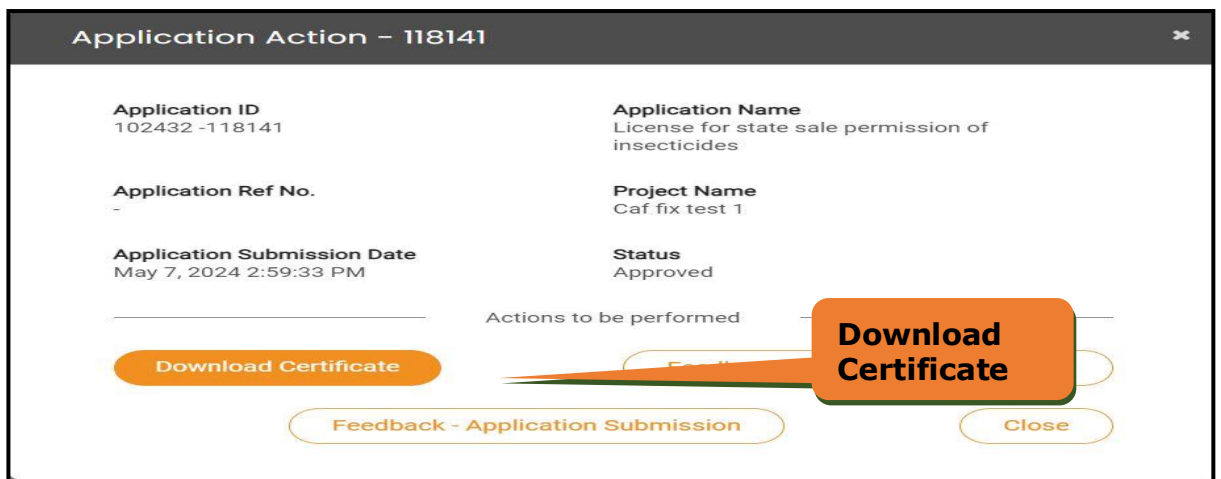 Application Action – 118141
Application ID
102432 -118141
Application Name
License for state sale permission of
insecticides
Application Ref No.
-
Project Name
Caf fix test 1
Application Submission Date
May 7, 2024 2:59:33 PM
Status
Approved
Actions to be performed
Download Certificate
Download
Certificate
Feedback - Application Submission
Close